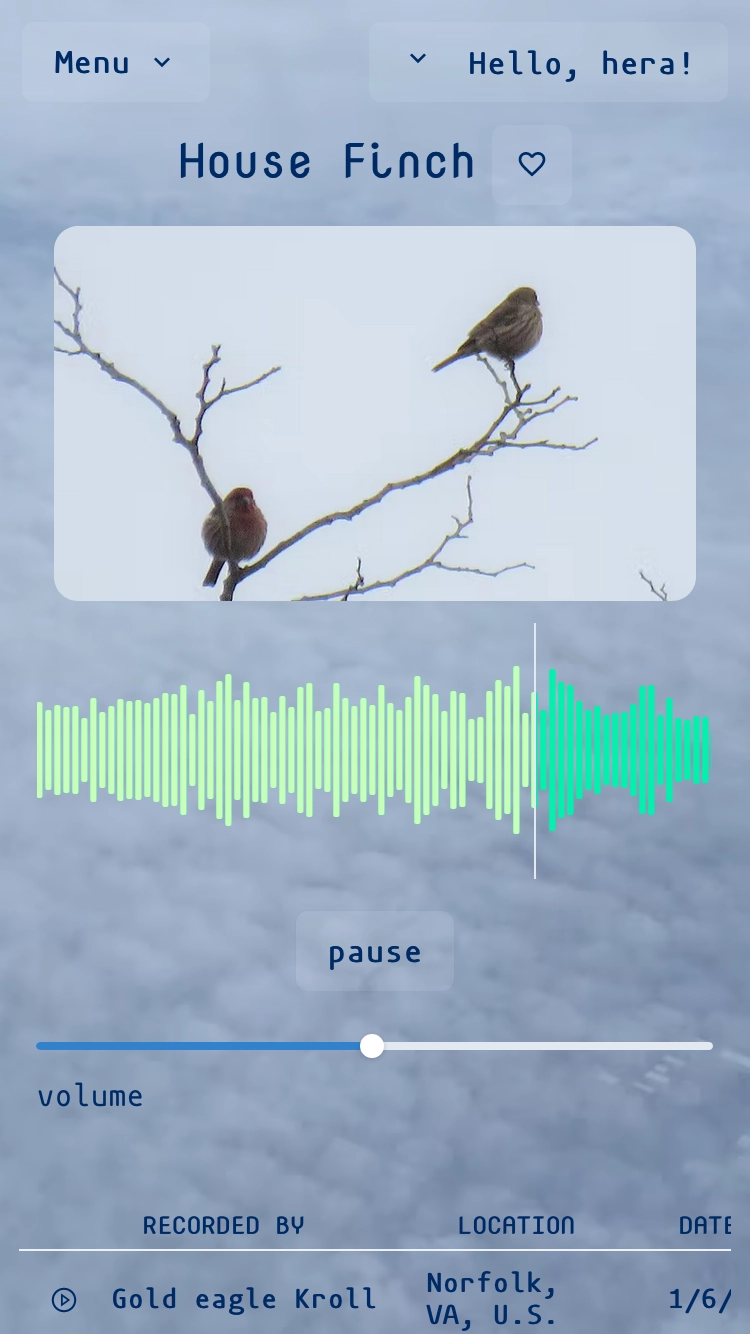 Menu
Hello, hera!
House Finch
pause
volume
RECORDED BY LOCATION DATE
Gold eagle Kroll Norfolk,
VA, U.S. 1/6/